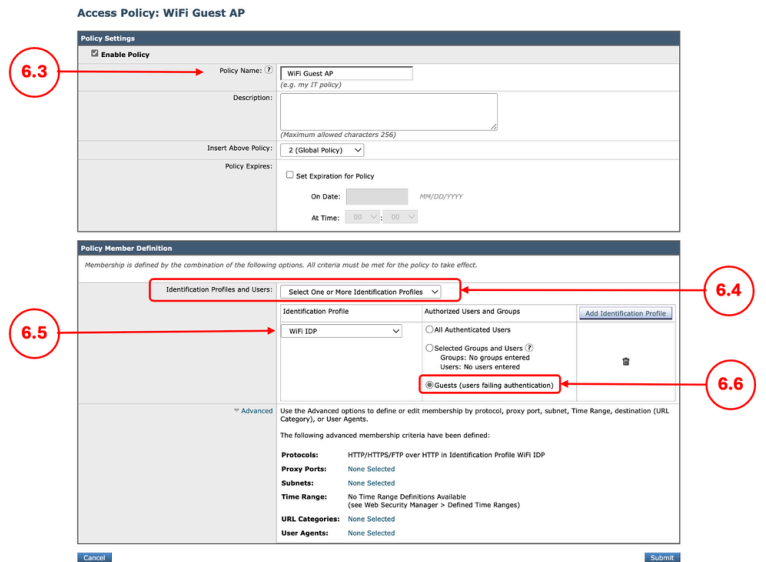 Access Policy: WiFi Guest AP
Policy Settings
Enable Policy
6.3
Policy Name: ?
WiFi Guest AP
(e.g. my IT policy)
Description:
(Maximum allowed characters 256)
Insert Above Policy:
2 (Global Policy)
Policy Expires:
Set Expiration for Policy
On Date:
MM/DD/YYYY
At Time:
00 : 00
Policy Member Definition
Membership is defined by the combination of the following options. All criteria must be met for the policy to take effect.
Identification Profiles and Users:
Select One or More Identification Profiles
6.4
Identification Profile
Authorized Users and Groups
Add Identification Profile
6.5
WiFi IDP
All Authenticated Users
Selected Groups and Users ?
Groups: No groups entered
Users: No users entered
Guests (users failing authentication)
6.6
Advanced
Use the Advanced options to define or edit membership by protocol, proxy port, subnet, Time Range, destination (URL
Category), or User Agents.
The following advanced membership criteria have been defined:
Protocols: HTTP/HTTPS/FTP over HTTP in Identification Profile WiFi IDP
Proxy Ports: None Selected
Subnets: None Selected
Time Range: No Time Range Definitions Available
(see Web Security Manager > Defined Time Ranges)
URL Categories: None Selected
User Agents: None Selected
Cancel
Submit